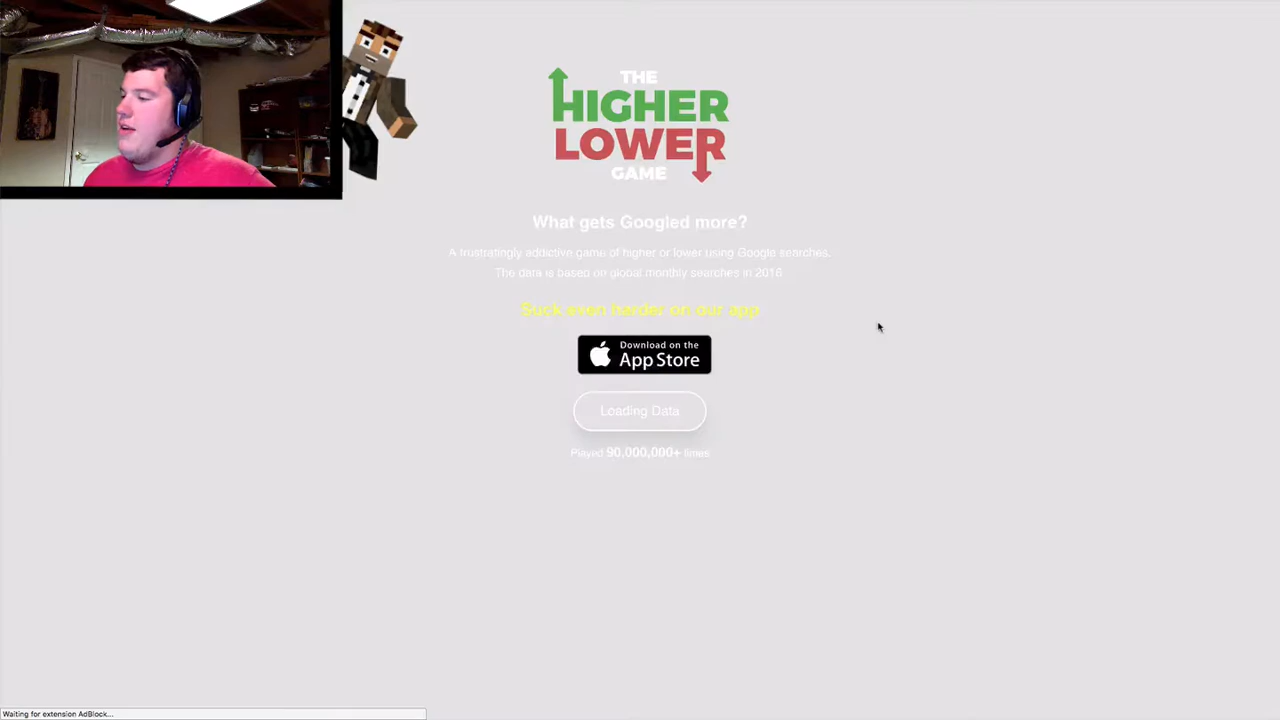 THE
HIGHER
LOWER
GAME
What gets Googled more?
A frustratingly addictive game of higher or lower using Google searches.
The data is based on global monthly searches in 2016
Suck even harder on our app
Download on the
App Store
Loading Data
Played 90,000,000+ times
Waiting for extension AdBlock...